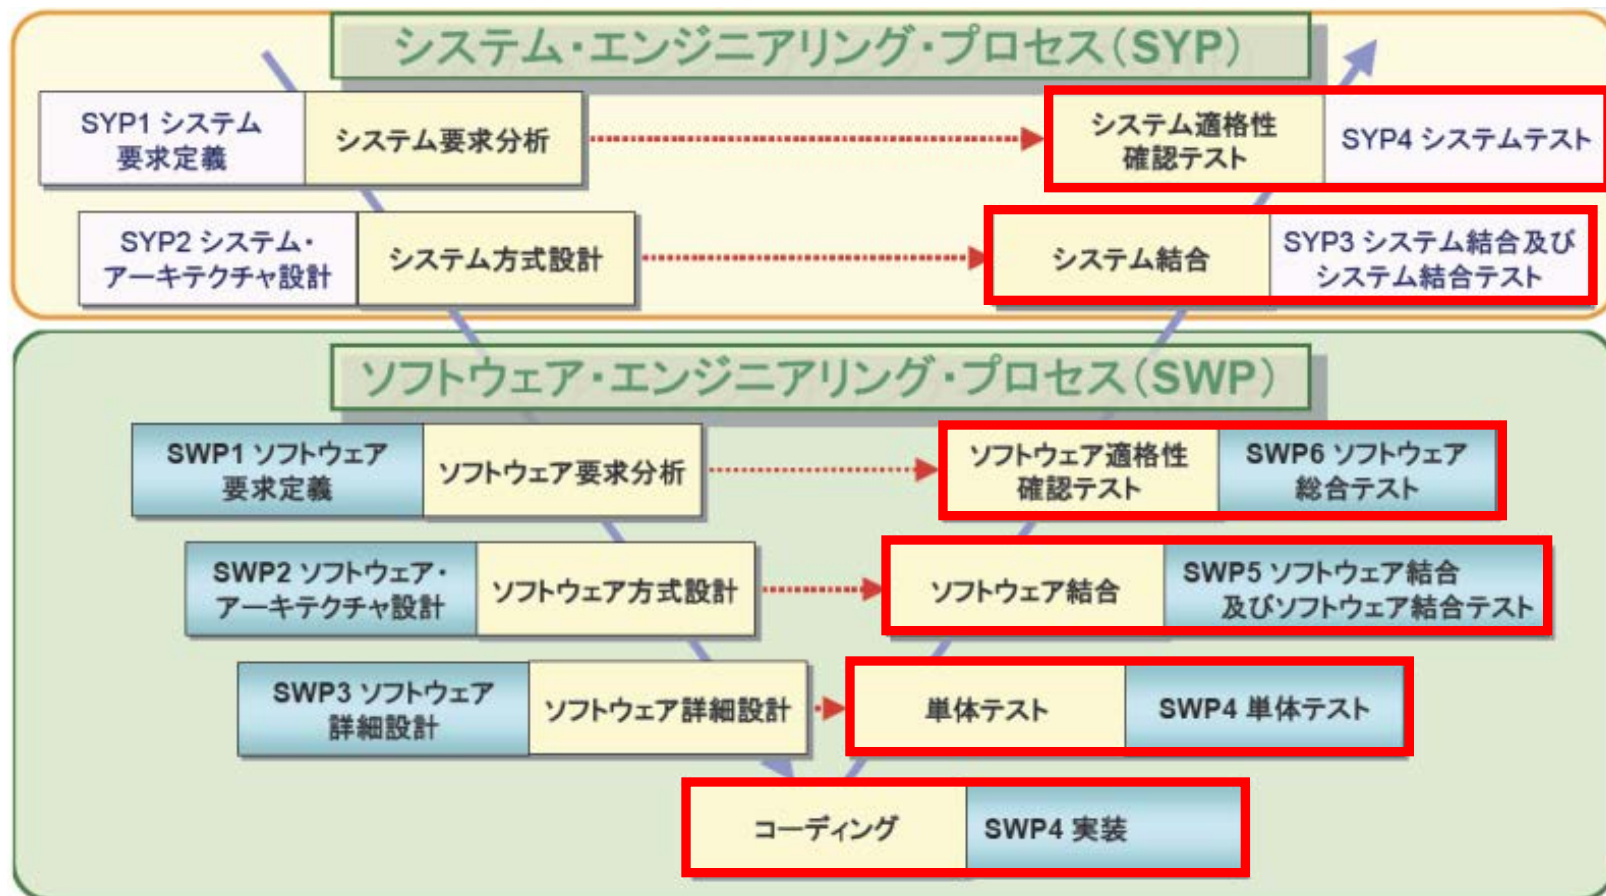 システム・エンジニアリング・プロセス（SYP）
SYP1 システム
要求定義
システム要求分析
システム適格性
確認テスト
SYP4 システムテスト
SYP2 システム・
アーキテクチャ設計
システム方式設計
システム結合
SYP3 システム結合及び
システム結合テスト
ソフトウェア・エンジニアリング・プロセス（SWP）
SWP1 ソフトウェア
要求定義
ソフトウェア要求分析
ソフトウェア適格性
確認テスト
SWP6 ソフトウェア
総合テスト
SWP2 ソフトウェア・
アーキテクチャ設計
ソフトウェア方式設計
ソフトウェア結合
SWP5 ソフトウェア結合
及びソフトウェア結合テスト
SWP3 ソフトウェア
詳細設計
ソフトウェア詳細設計
単体テスト
SWP4 単体テスト
コーディング
SWP4 実装